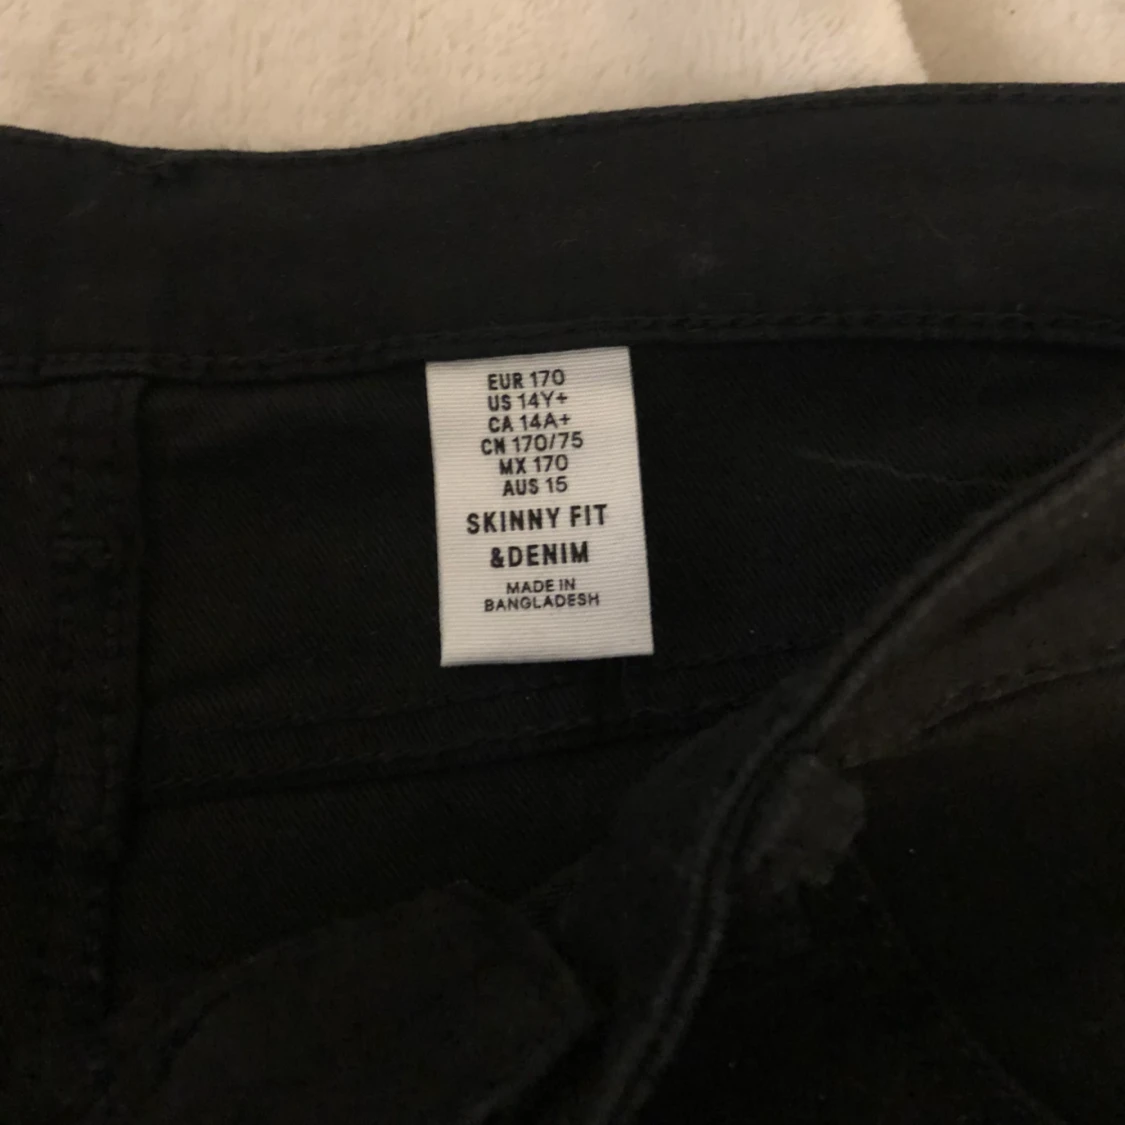 EUR 170
US 14Y+
CA 14A+
CN 170/75
MX 170
AUS 15
SKINNY FIT
&DENIM
MADE IN
BANGLADESH